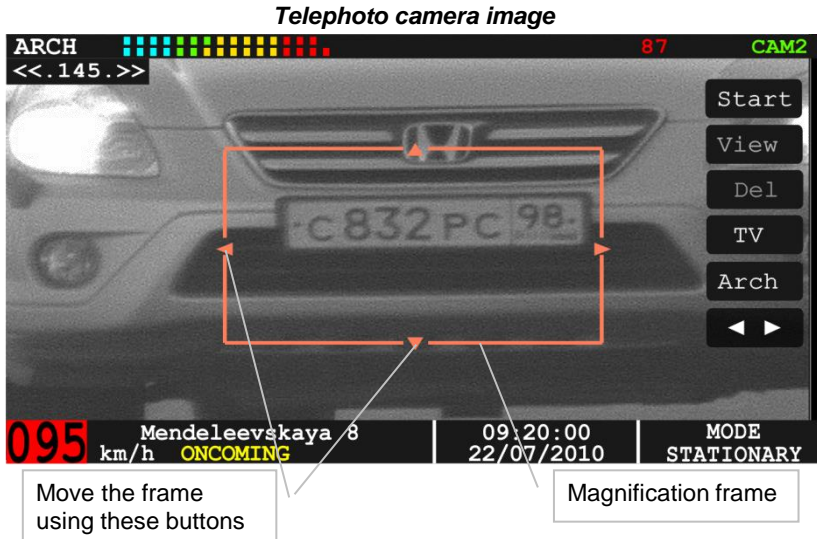 Telephoto camera image
ARCH 87 CAM2
<<.145.>>
Start
View
Del
TV
Arch
С832РС 98
095 km/h Mendeleevskaya 8 ONCOMING
09:20:00
22/07/2010
MODE
STATIONARY
Move the frame
using these buttons
Magnification frame